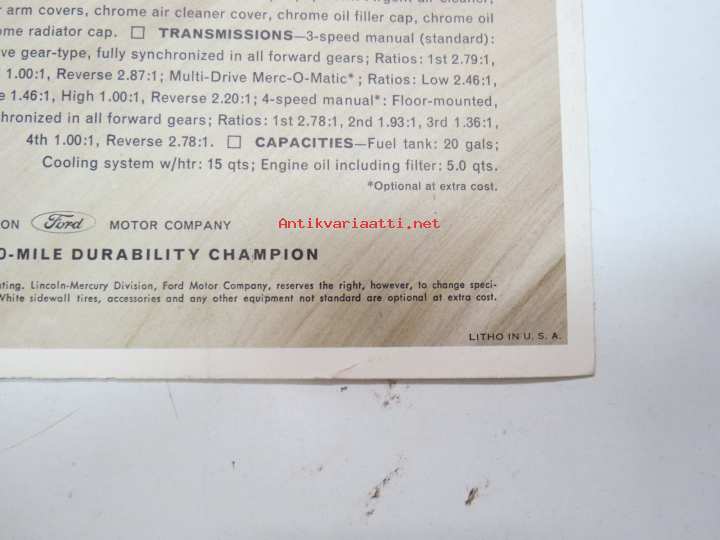 arm covers, chrome air cleaner cover, chrome oil filler cap, chrome oil
radiator cap. ☐ TRANSMISSIONS—3-speed manual (standard):
gear-type, fully synchronized in all forward gears; Ratios: 1st 2.79:1,
1.00:1, Reverse 2.87:1; Multi-Drive Merc-O-Matic*; Ratios: Low 2.46:1,
1.46:1, High 1.00:1, Reverse 2.20:1; 4-speed manual*: Floor-mounted,
in all forward gears; Ratios: 1st 2.78:1, 2nd 1.93:1, 3rd 1.36:1,
4th 1.00:1, Reverse 2.78:1. ☐ CAPACITIES—Fuel tank: 20 gals;
Cooling system w/htr: 15 qts; Engine oil including filter: 5.0 qts.
*Optional at extra cost.
Ford MOTOR COMPANY
Antikvariaatti.net
0-MILE DURABILITY CHAMPION
Lincoln-Mercury Division, Ford Motor Company, reserves the right, however, to change speci-
White sidewall tires, accessories and any other equipment not standard are optional at extra cost.
LITHO IN U. S. A.